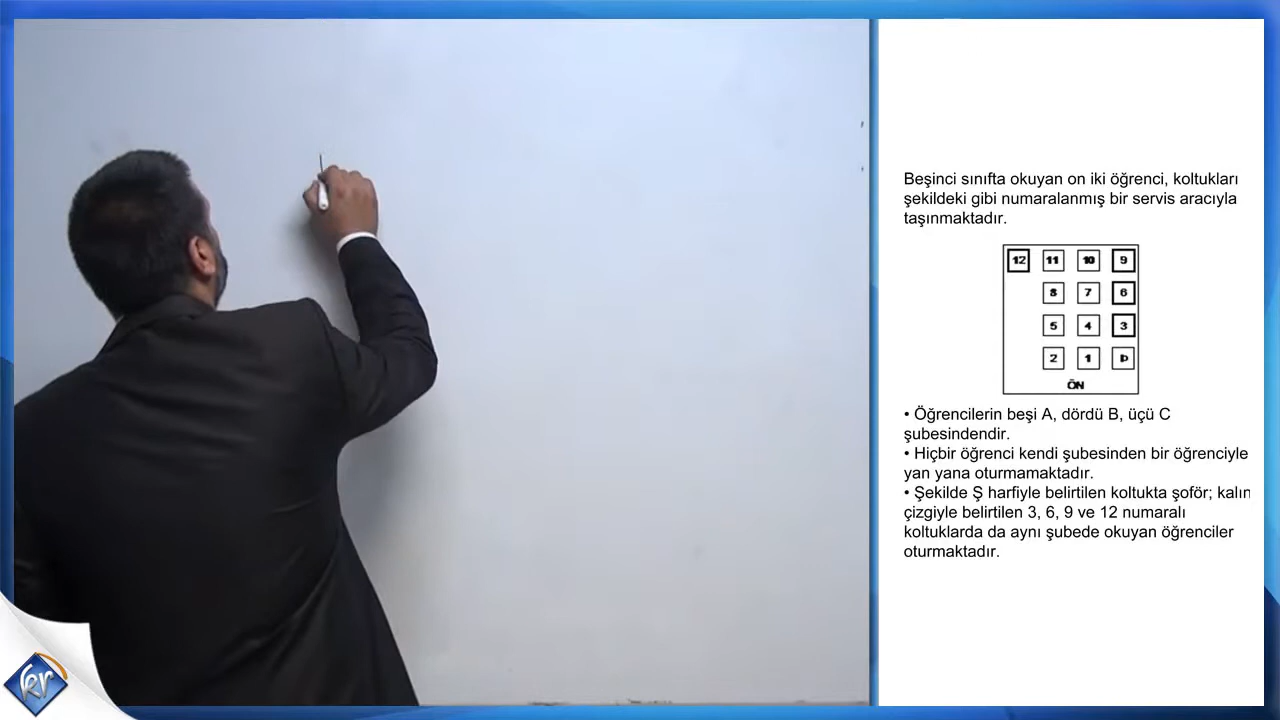 Beşinci sınıfta okuyan on iki öğrenci, koltukları
şekildeki gibi numaralanmış bir servis aracıyla
taşınmaktadır.
12 11 10 9
8 7 6
5 4 3
2 1 Þ
ÖN
• Öğrencilerin beşi A, dördü B, üçü C
şubesindendir.
• Hiçbir öğrenci kendi şubesinden bir öğrenciyle
yan yana oturmamaktadır.
• Şekilde Ş harfiyle belirtilen koltukta şoför; kalın
çizgiyle belirtilen 3, 6, 9 ve 12 numaralı
koltuklarda da aynı şubede okuyan öğrenciler
oturmaktadır.
kr